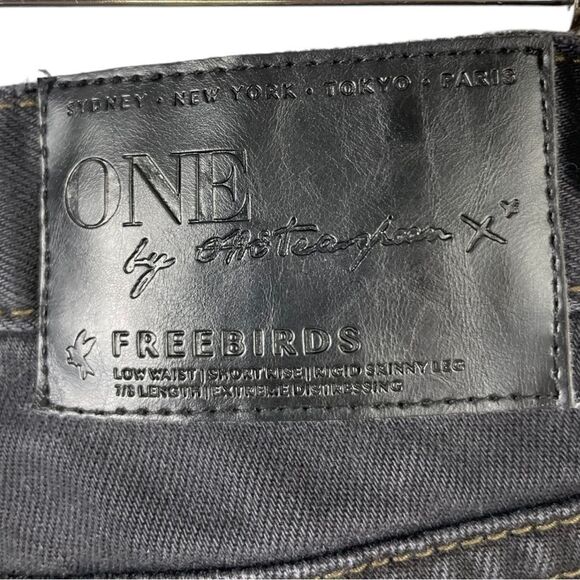 SYDNEY · NEW YORK · TOKYO · PARIS
ONE
by
FREEBIRDS
LOW WAIST | SHORT RISE | RIGID SKINNY LEG
7/8 LENGTH | EXTREME DISTRESSING